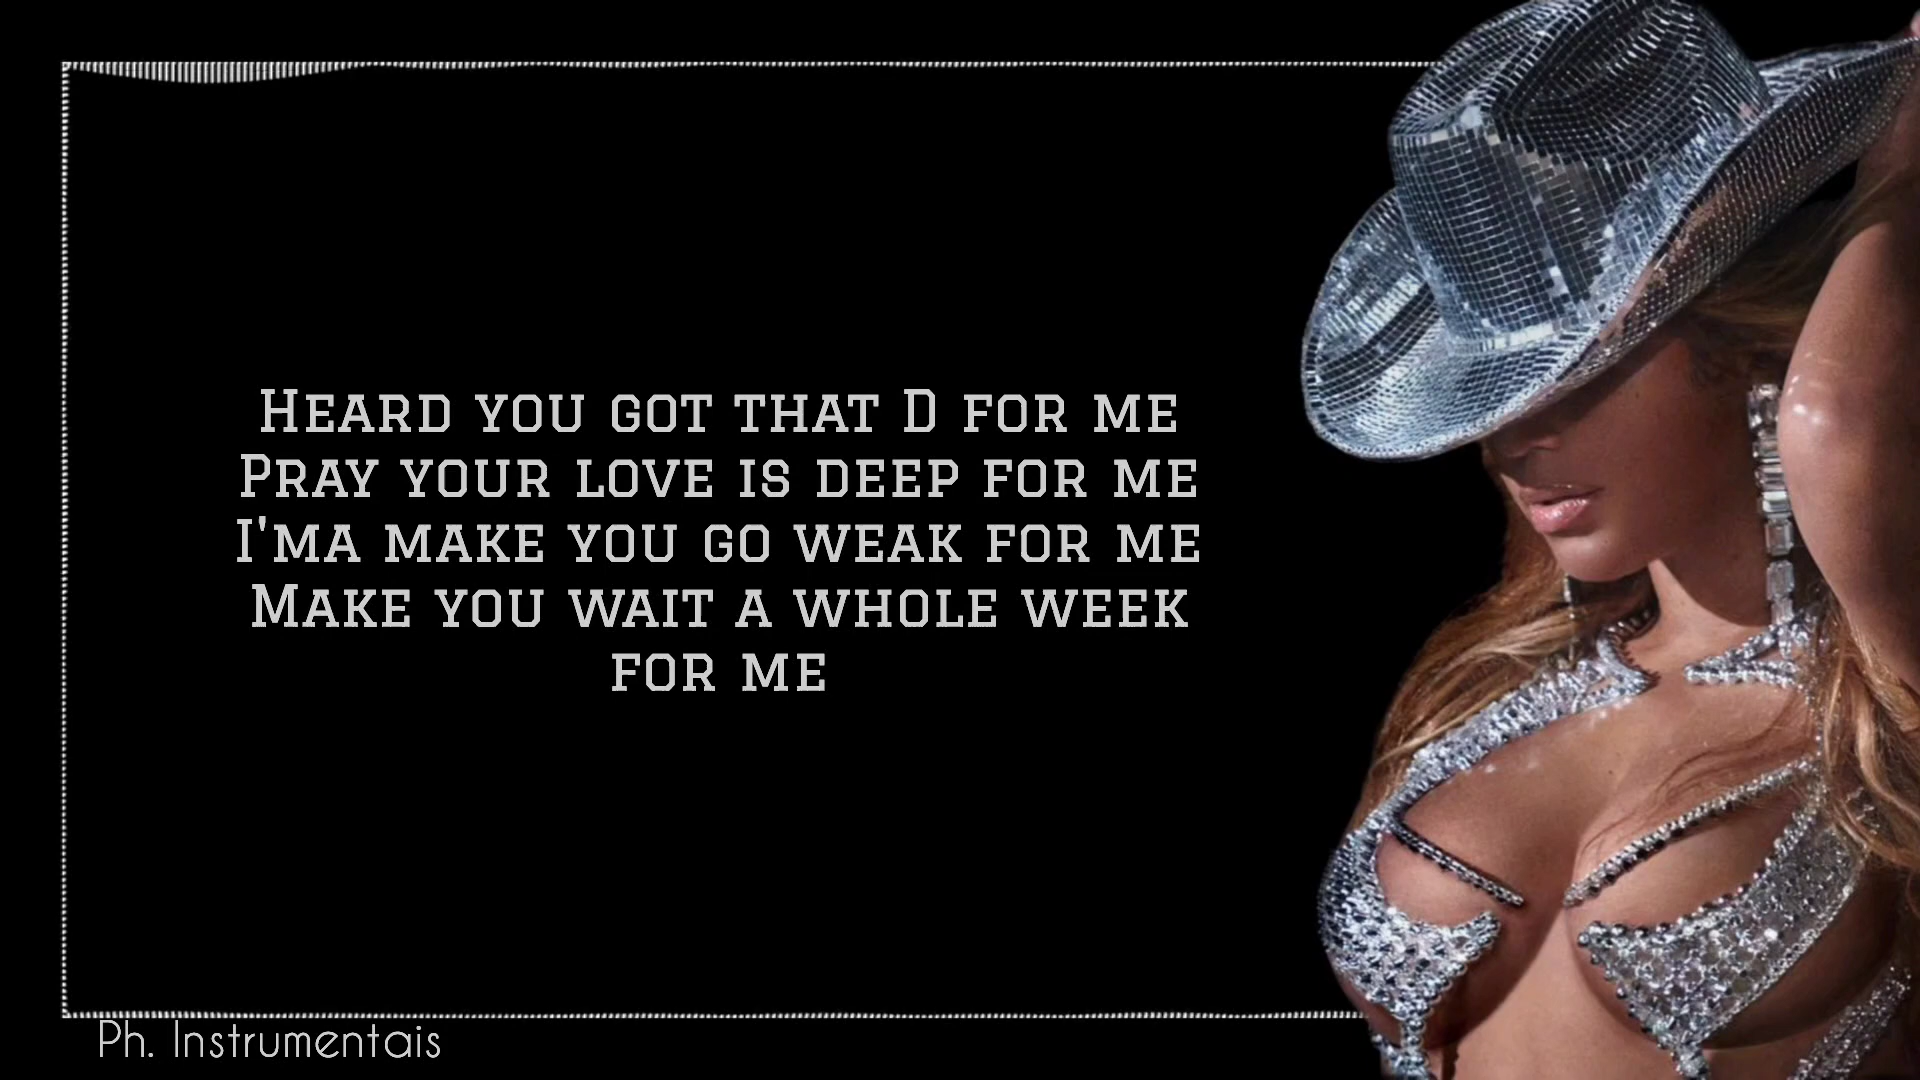 Heard you got that D for me
Pray your love is deep for me
I'ma make you go weak for me
Make you wait a whole week
for me
Ph. Instrumentais